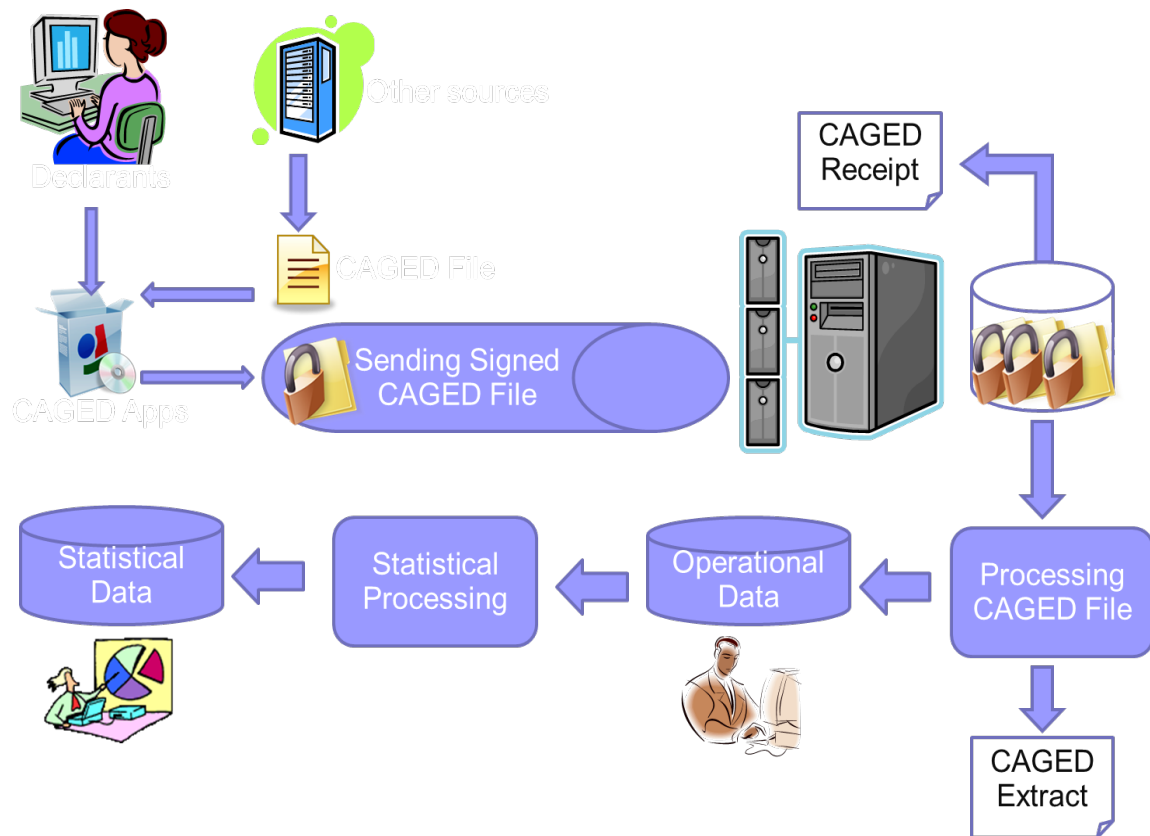 Other sources
Declarants
CAGED
Receipt
CAGED File
Sending Signed
CAGED File
CAGED Apps
Statistical
Data
Statistical
Processing
Operational
Data
Processing
CAGED File
CAGED
Extract